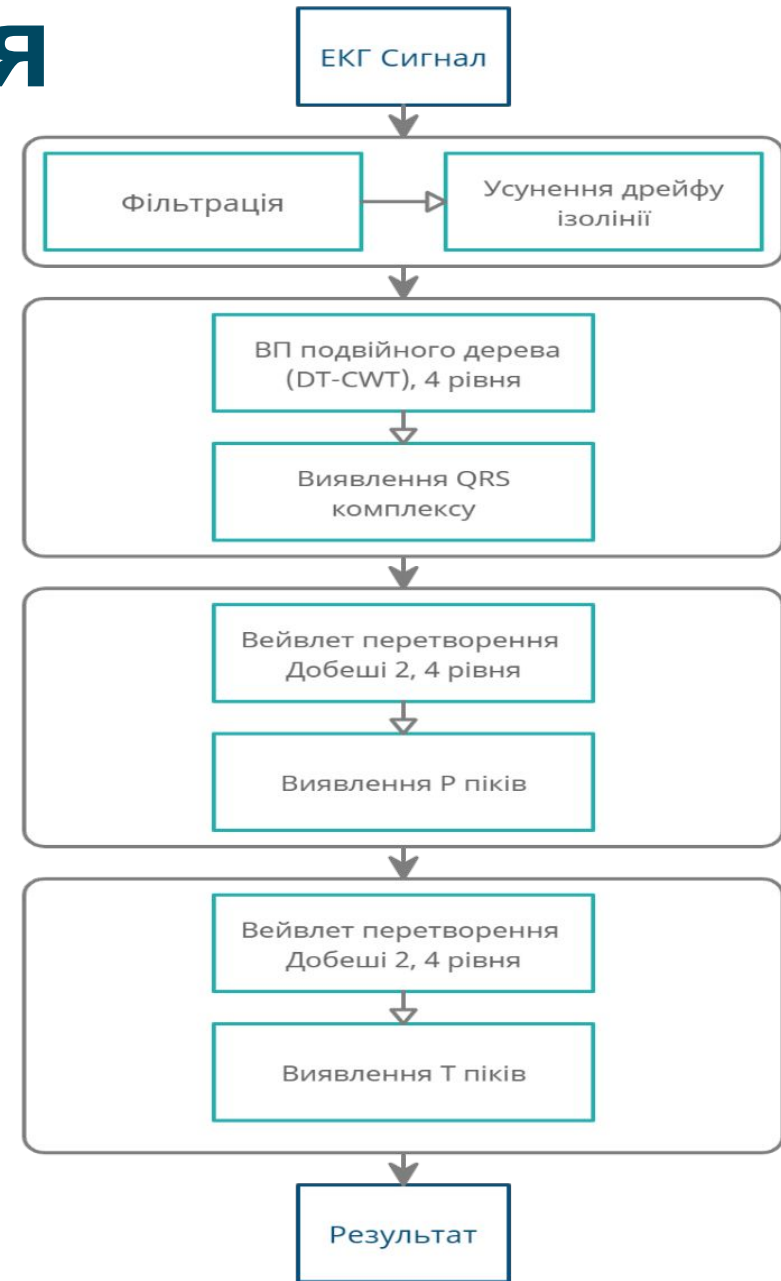 я
ЕКГ Сигнал
Фільтрація
Усунення дрейфу
ізолінії
ВП подвійного дерева
(DT-CWT), 4 рівня
Виявлення QRS
комплексу
Вейвлет перетворення
Добеші 2, 4 рівня
Виявлення P піків
Вейвлет перетворення
Добеші 2, 4 рівня
Виявлення T піків
Результат